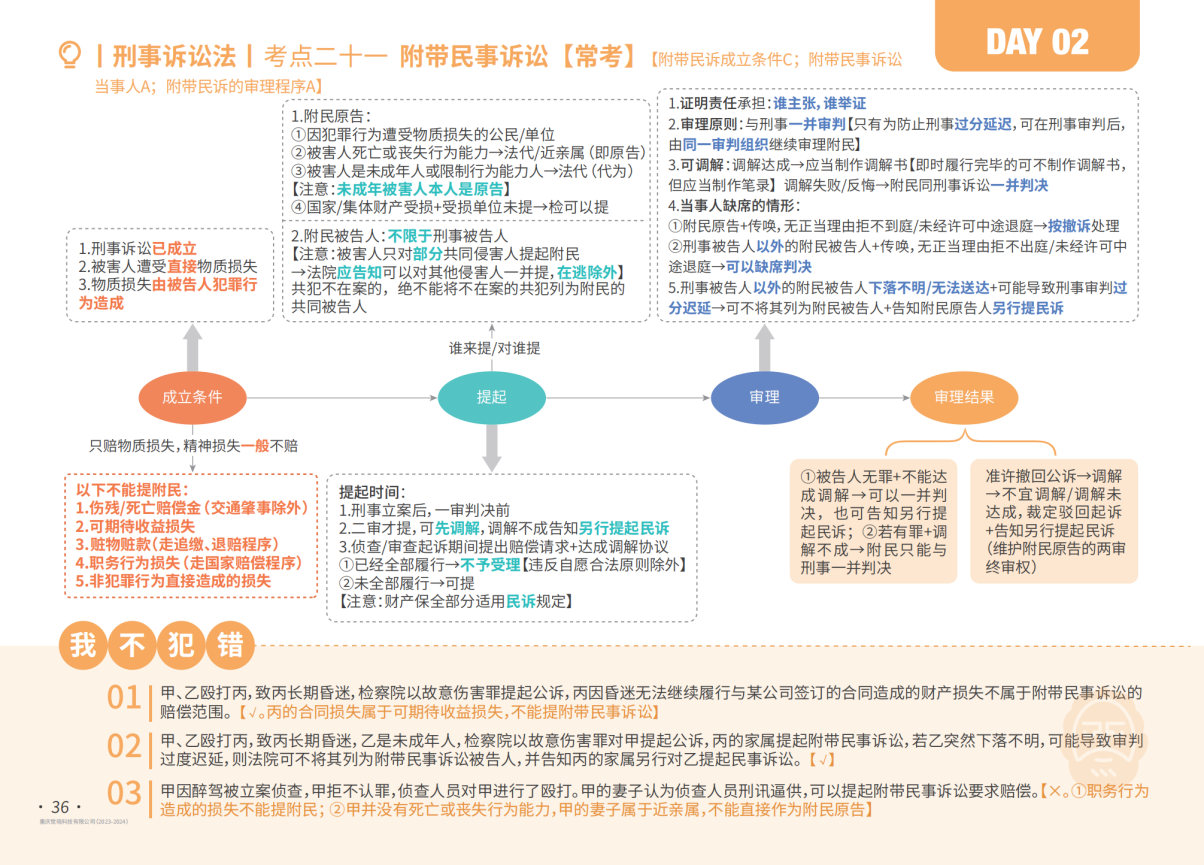 DAY 02
丨刑事诉讼法丨考点二十一 附带民事诉讼【常考】【附带民诉成立条件C；附带民事诉讼
当事人A；附带民诉的审理程序A】
1.刑事诉讼已成立
2.被害人遭受直接物质损失
3.物质损失由被告人犯罪行
为造成
1.附民原告：
①因犯罪行为遭受物质损失的公民/单位
②被害人死亡或丧失行为能力→法代/近亲属（即原告）
③被害人是未成年人或限制行为能力人→法代（代为）
【注意：未成年被害人本人是原告】
④国家/集体财产受损+受损单位未提→检可以提
2.附民被告人：不限于刑事被告人
【注意：被害人只对部分共同侵害人提起附民
→法院应告知可以对其他侵害人一并提，在逃除外】
共犯不在案的，绝不能将不在案的共犯列为附民的
共同被告人
1.证明责任承担：谁主张，谁举证
2.审理原则：与刑事一并审判【只有为防止刑事过分延迟，可在刑事审判后，
由同一审判组织继续审理附民】
3.可调解：调解达成→应当制作调解书【即时履行完毕的可不制作调解书，
但应当制作笔录】 调解失败/反悔→附民同刑事诉讼一并判决
4.当事人缺席的情形：
①附民原告+传唤，无正当理由拒不到庭/未经许可中途退庭→按撤诉处理
②刑事被告人以外的附民被告人+传唤，无正当理由拒不出庭/未经许可中
途退庭→可以缺席判决
5.刑事被告人以外的附民被告人下落不明/无法送达+可能导致刑事审判过
分迟延→可不将其列为附民被告人+告知附民原告人另行提民诉
谁来提/对谁提
成立条件
提起
审理
审理结果
只赔物质损失，精神损失一般不赔
以下不能提附民：
1.伤残/死亡赔偿金（交通肇事除外）
2.可期待收益损失
3.赃物赃款（走追缴、退赔程序）
4.职务行为损失（走国家赔偿程序）
5.非犯罪行为直接造成的损失
提起时间：
1.刑事立案后，一审判决前
2.二审才提，可先调解，调解不成告知另行提起民诉
3.侦查/审查起诉期间提出赔偿请求+达成调解协议
①已经全部履行→不予受理【违反自愿合法原则除外】
②未全部履行→可提
【注意：财产保全部分适用民诉规定】
①被告人无罪+不能达
成调解→可以一并判
决，也可告知另行提
起民诉；②若有罪+调
解不成→附民只能与
刑事一并判决
准许撤回公诉→调解
→不宜调解/调解未
达成，裁定驳回起诉
+告知另行提起民诉
（维护附民原告的两审
终审权）
我不犯错
01
甲、乙殴打丙，致丙长期昏迷，检察院以故意伤害罪提起公诉，丙因昏迷无法继续履行与某公司签订的合同造成的财产损失不属于附带民事诉讼的
赔偿范围。【√。丙的合同损失属于可期待收益损失，不能提附带民事诉讼】
02
甲、乙殴打丙，致丙长期昏迷，乙是未成年人，检察院以故意伤害罪对甲提起公诉，丙的家属提起附带民事诉讼，若乙突然下落不明，可能导致审判
过度迟延，则法院可不将其列为附带民事诉讼被告人，并告知丙的家属另行对乙提起民事诉讼。【√】
03
甲因醉驾被立案侦查，甲拒不认罪，侦查人员对甲进行了殴打。甲的妻子认为侦查人员刑讯逼供，可以提起附带民事诉讼要求赔偿。【×。①职务行为
造成的损失不能提附民；②甲并没有死亡或丧失行为能力，甲的妻子属于近亲属，不能直接作为附民原告】
· 36 ·